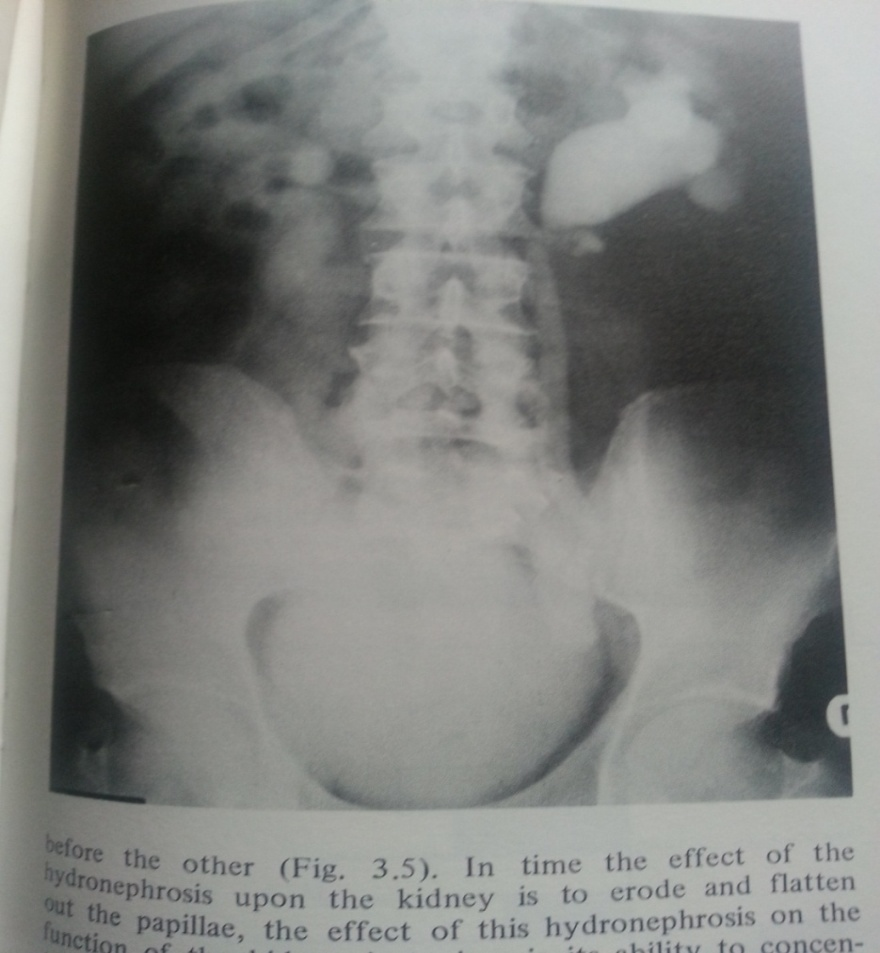 before the other (Fig. 3.5). In time the effect of the
hydronephrosis upon the kidney is to erode and flatten
out the papillae, the effect of this hydronephrosis on the
function of ability to concen-